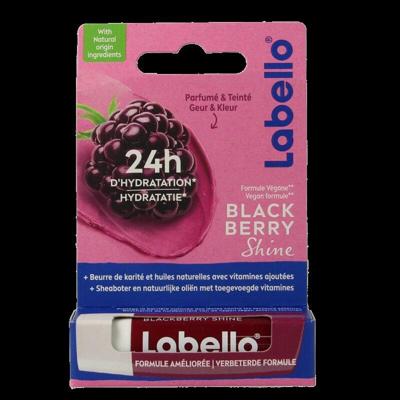 With
Natural
origin
ingredients
Labello
Parfumé & Teinté
Geur & Kleur
24h
D'HYDRATATION*
HYDRATATIE*
Formule Végane**
Vegan formule**
BLACK
BERRY
Shine
+ Beurre de karité et huiles naturelles avec vitamines ajoutées
+ Sheaboter en natuurlijke oliën met toegevoegde vitamines
BLACKBERRY SHINE
Labello
FORMULE AMÉLIORÉE | VERBETERDE FORMULE